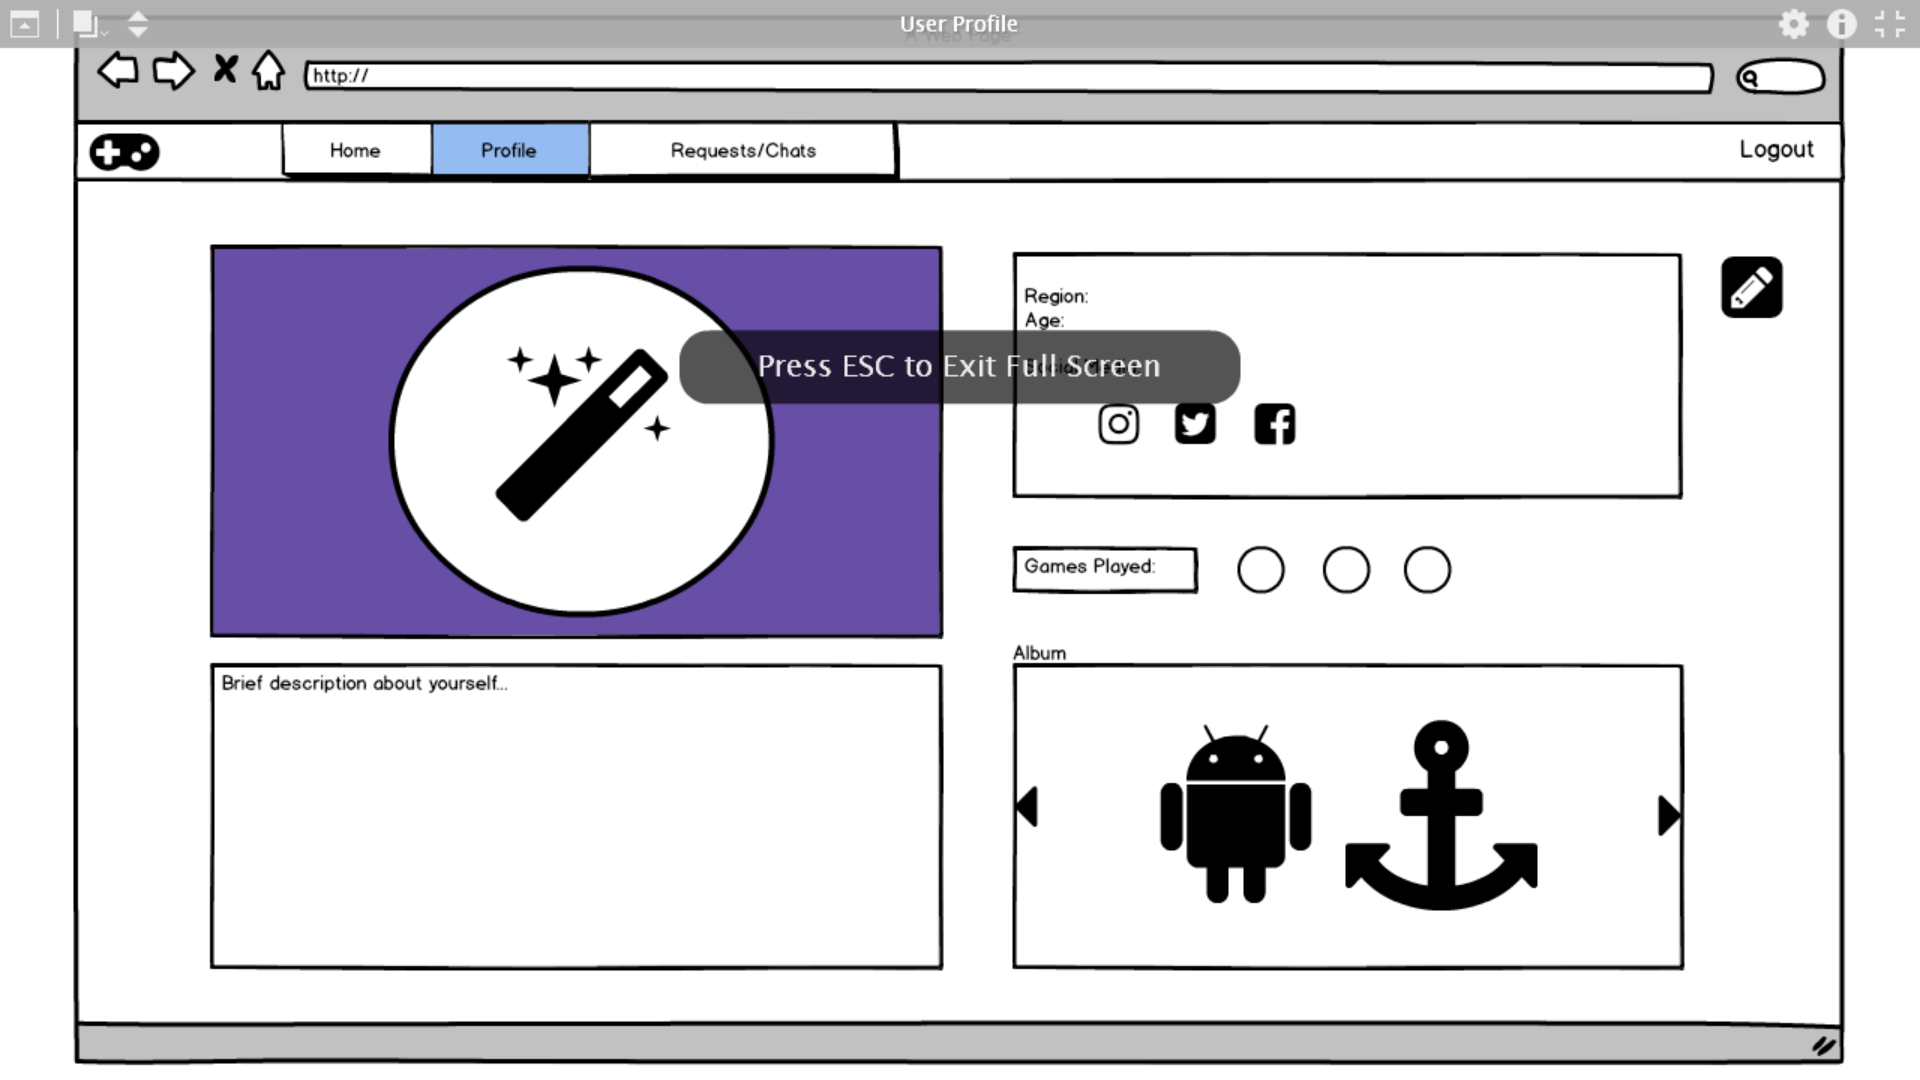 User Profile
A Web Page
http://
Home
Profile
Requests/Chats
Logout
Region:
Age:
Press ESC to Exit Full Screen
Games Played:
Album
Brief description about yourself...